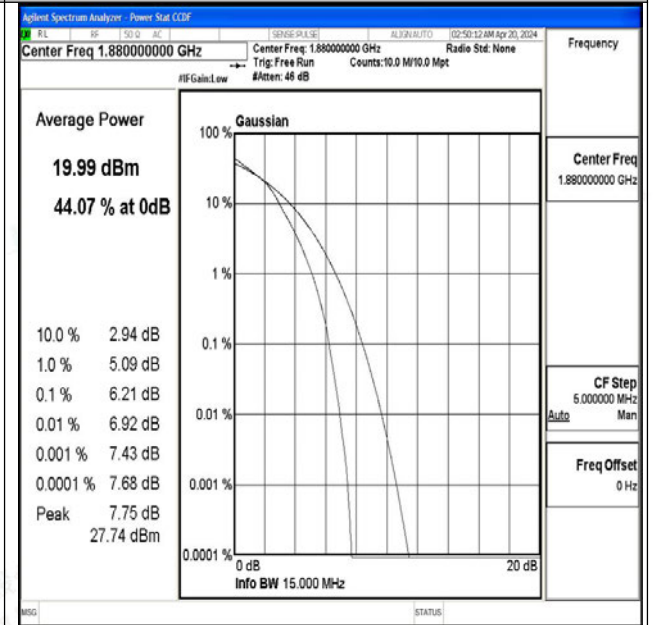 Agilent Spectrum Analyzer - Power Stat CCDF
RL RF 50 Ω AC SENSE:PULSE ALIGN AUTO 02:50:12 AM Apr 20, 2024
Center Freq 1.880000000 GHz
Center Freq: 1.880000000 GHz Radio Std: None
Trig: Free Run Counts:10.0 M/10.0 Mpt
#IFGain:Low #Atten: 46 dB
Frequency
Average Power
19.99 dBm
44.07 % at 0dB
10.0 % 2.94 dB
1.0 % 5.09 dB
0.1 % 6.21 dB
0.01 % 6.92 dB
0.001 % 7.43 dB
0.0001 % 7.68 dB
Peak 7.75 dB
27.74 dBm
Gaussian
100 %
10 %
1 %
0.1 %
0.01 %
0.001 %
0.0001 %
0 dB 20 dB
Info BW 15.000 MHz
Center Freq
1.880000000 GHz
CF Step
5.000000 MHz
Auto Man
Freq Offset
0 Hz
MSG STATUS